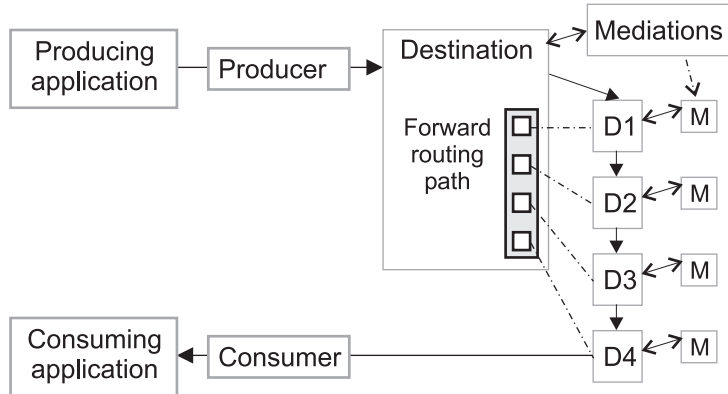 Producing
application
Producer
Destination
Mediations
Forward
routing
path
D1
M
D2
M
D3
M
D4
M
Consuming
application
Consumer